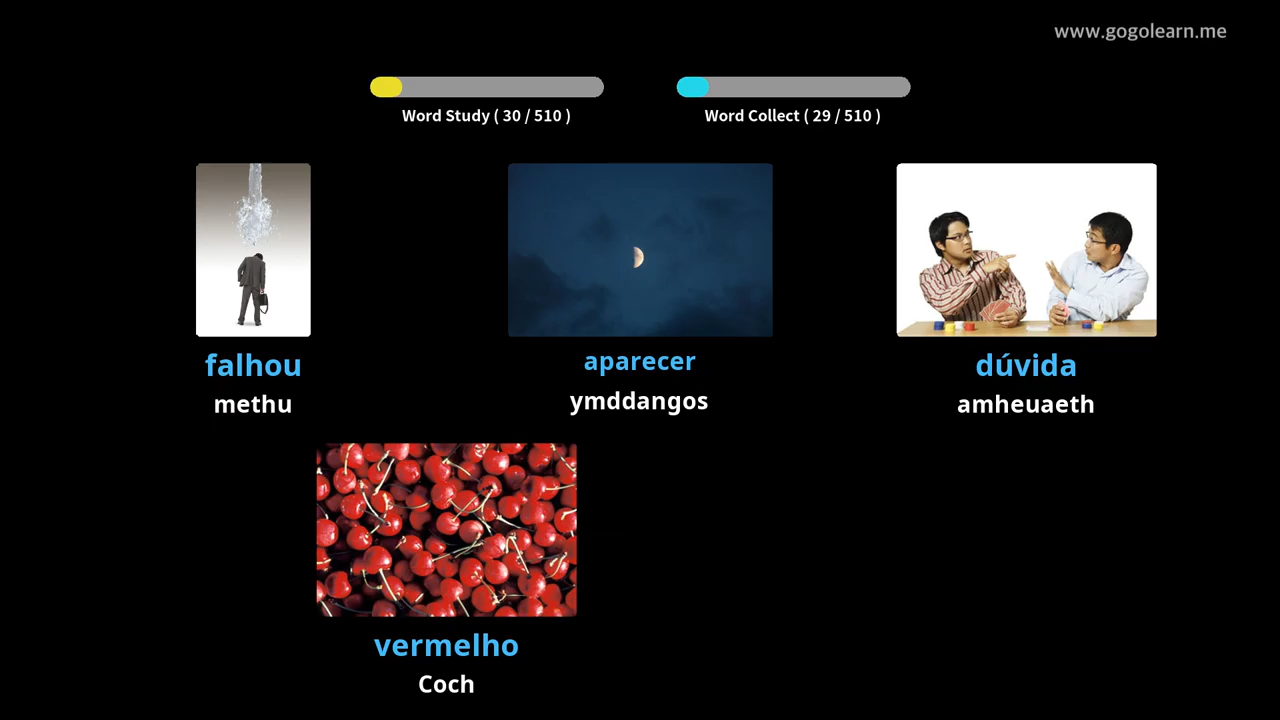 www.gogolearn.me
Word Study ( 30 / 510 )
Word Collect ( 29 / 510 )
falhou
methu
aparecer
ymddangos
dúvida
amheuaeth
vermelho
Coch